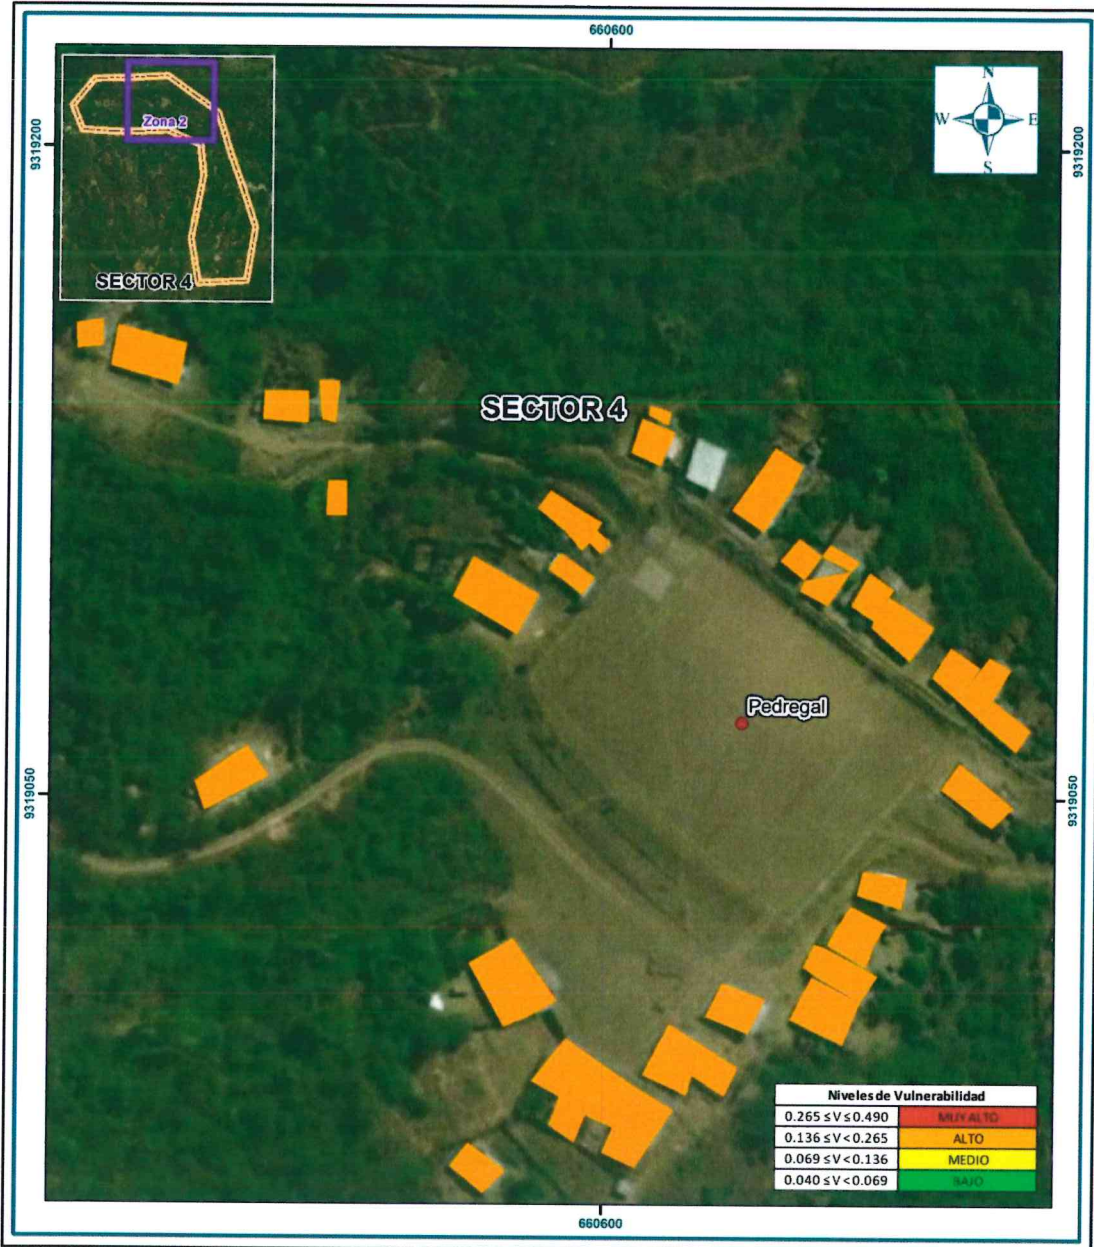 660600
9319200
9319200
Zona 2
SECTOR 4
N
W E
S
SECTOR 4
Pedregal
9319050
9319050
Niveles de Vulnerabilidad
0.265 ≤ V ≤ 0.490 MUY ALTO
0.136 ≤ V < 0.265 ALTO
0.069 ≤ V < 0.136 MEDIO
0.040 ≤ V < 0.069 BAJO
660600